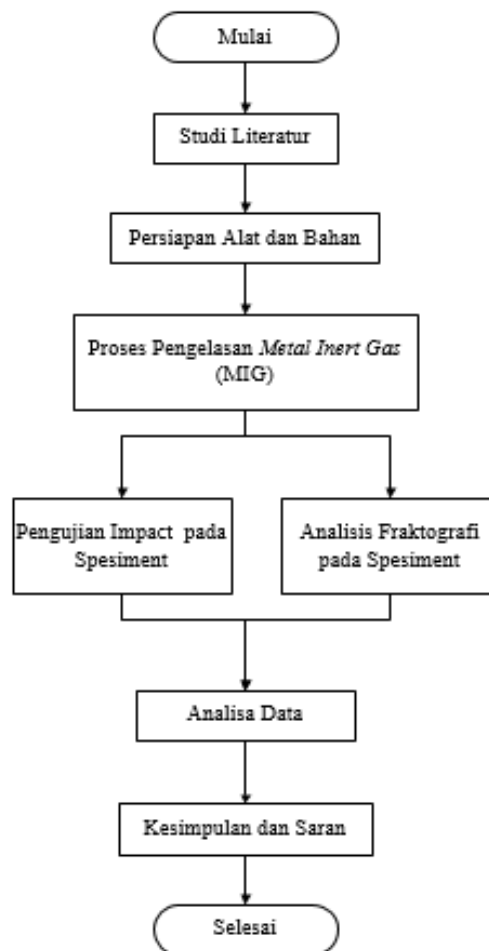 Mulai
Studi Literatur
Persiapan Alat dan Bahan
Proses Pengelasan Metal Inert Gas
(MIG)
Pengujian Impact pada
Spesiment
Analisis Fraktografi
pada Spesiment
Analisa Data
Kesimpulan dan Saran
Selesai